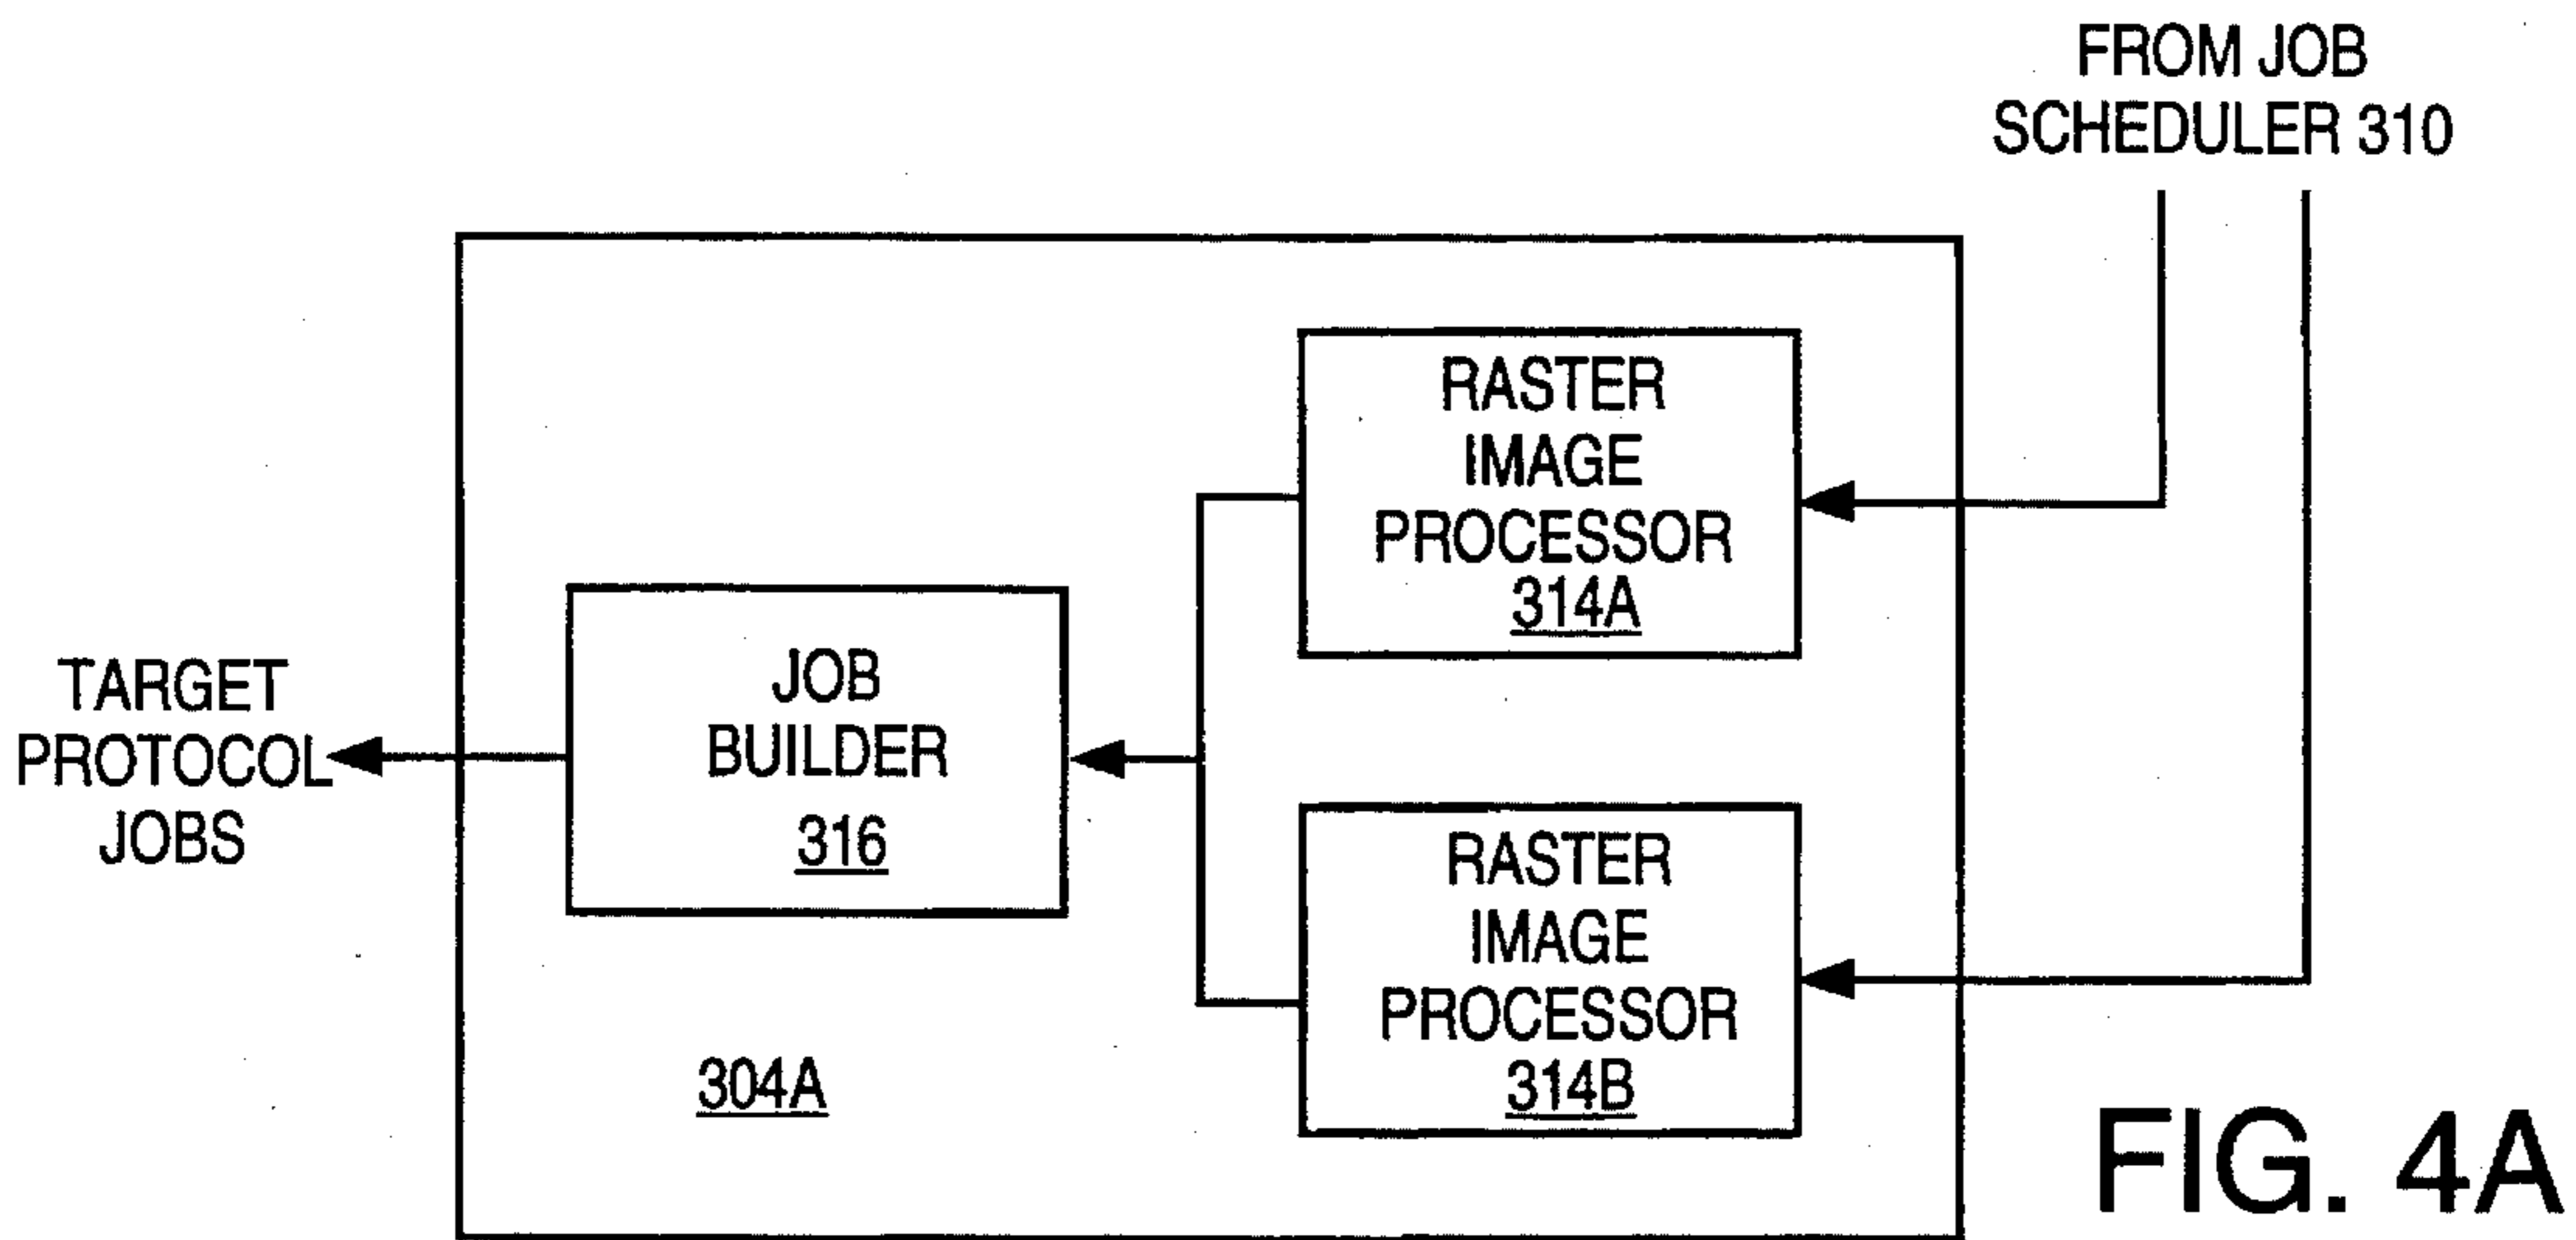 FROM JOB
SCHEDULER 310
RASTER
IMAGE
PROCESSOR
314A
JOB
BUILDER
316
TARGET
PROTOCOL
JOBS
RASTER
IMAGE
PROCESSOR
314B
304A
FIG. 4A